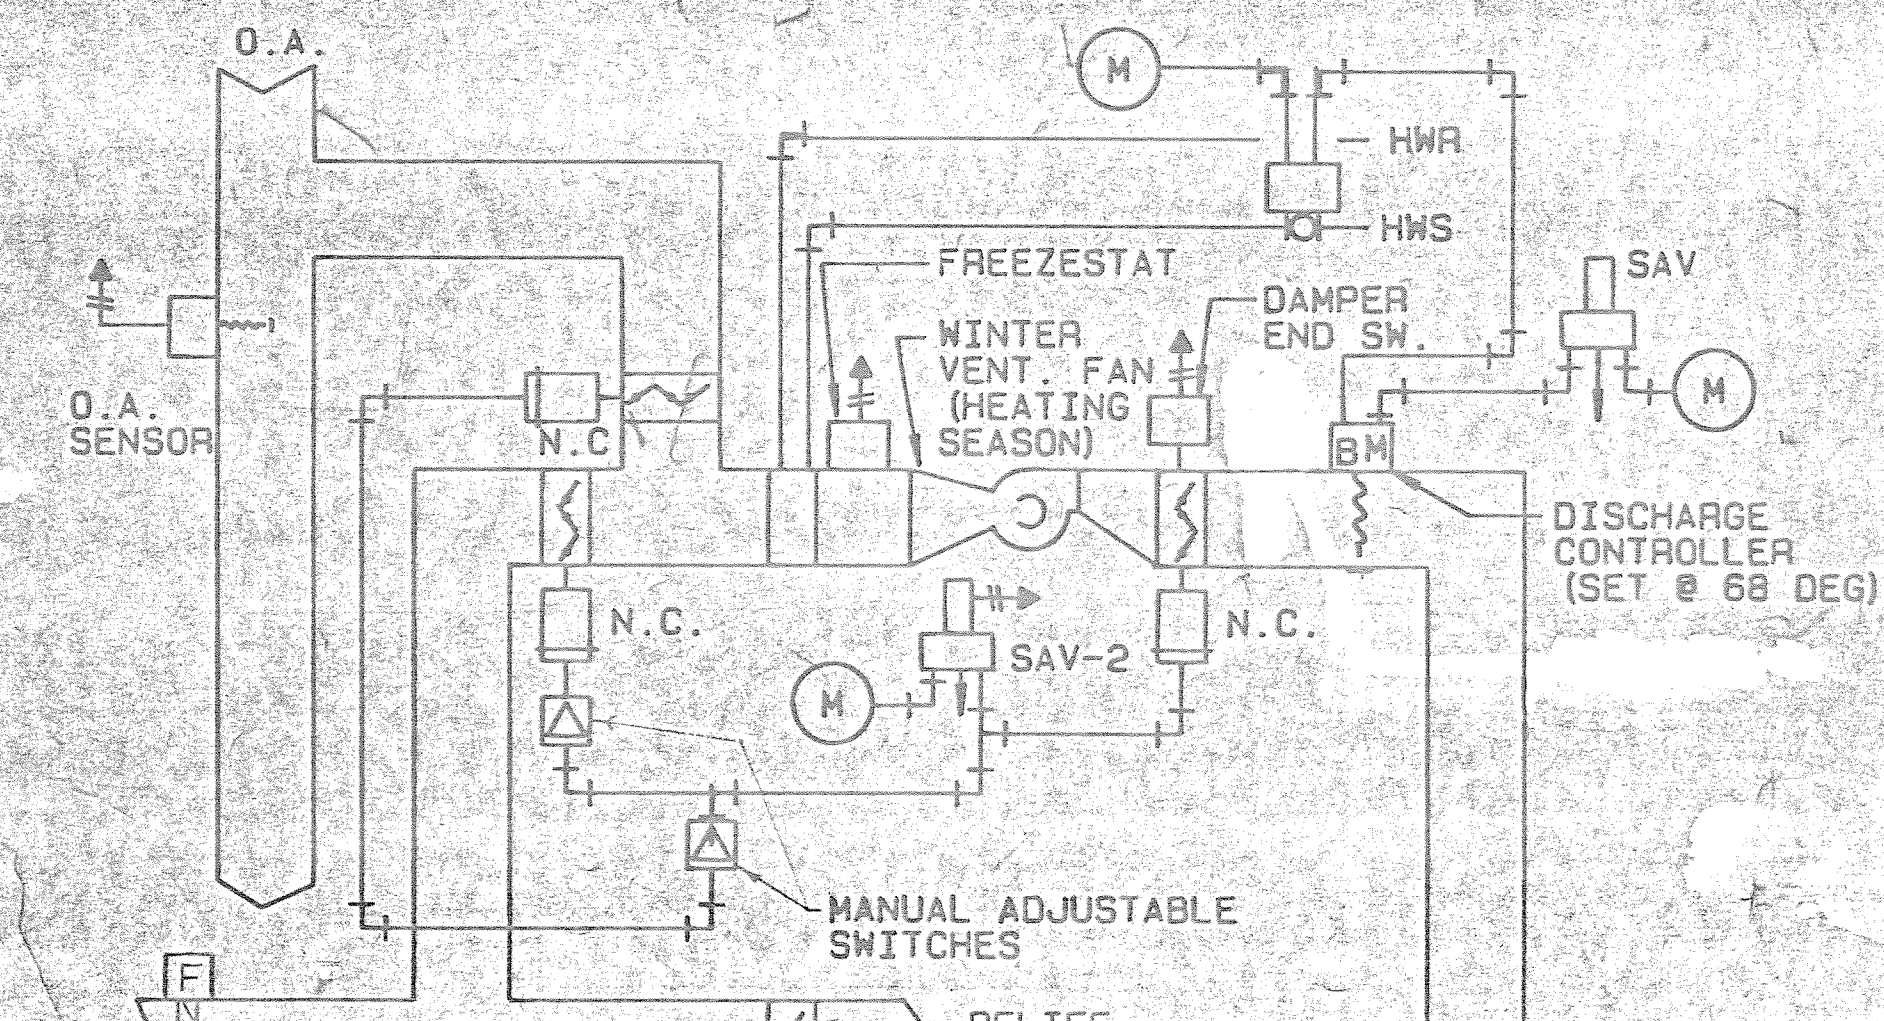 O.A.
M
HWR
HWS
FREEZESTAT
SAV
DAMPER
END SW.
WINTER
VENT. FAN
(HEATING
SEASON)
M
O.A.
SENSOR
N.C
BM
DISCHARGE
CONTROLLER
(SET @ 68 DEG)
N.C.
N.C.
SAV-2
M
MANUAL ADJUSTABLE
SWITCHES
F
N